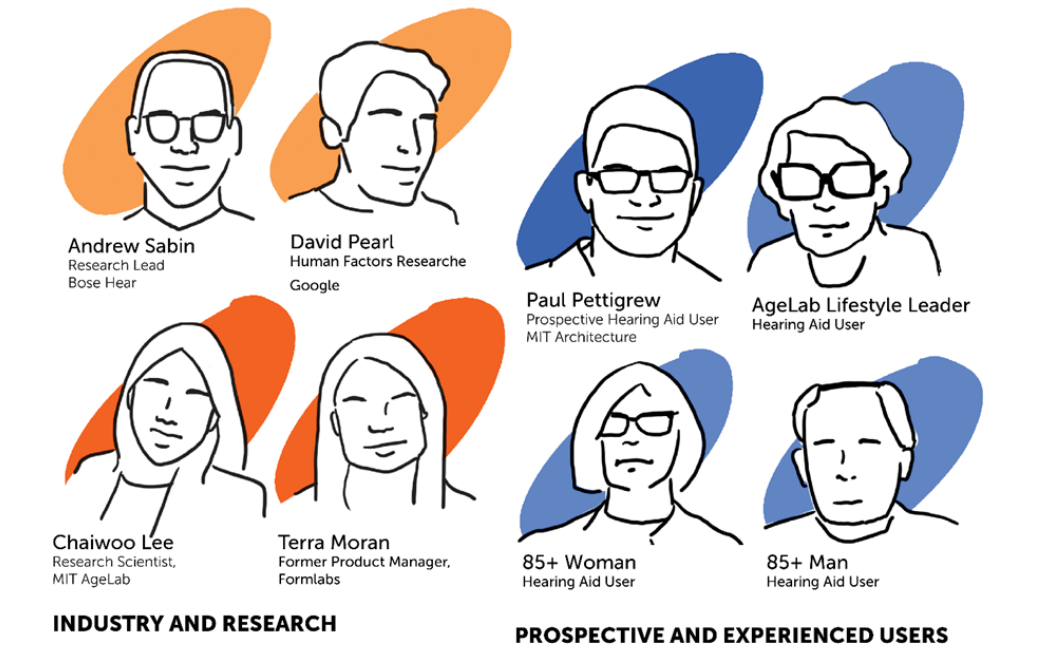 Andrew Sabin
Research Lead
Bose Hear
David Pearl
Human Factors Researche
Google
Chaiwoo Lee
Research Scientist,
MIT AgeLab
Terra Moran
Former Product Manager,
Formlabs
INDUSTRY AND RESEARCH
Paul Pettigrew
Prospective Hearing Aid User
MIT Architecture
AgeLab Lifestyle Leader
Hearing Aid User
85+ Woman
Hearing Aid User
85+ Man
Hearing Aid User
PROSPECTIVE AND EXPERIENCED USERS